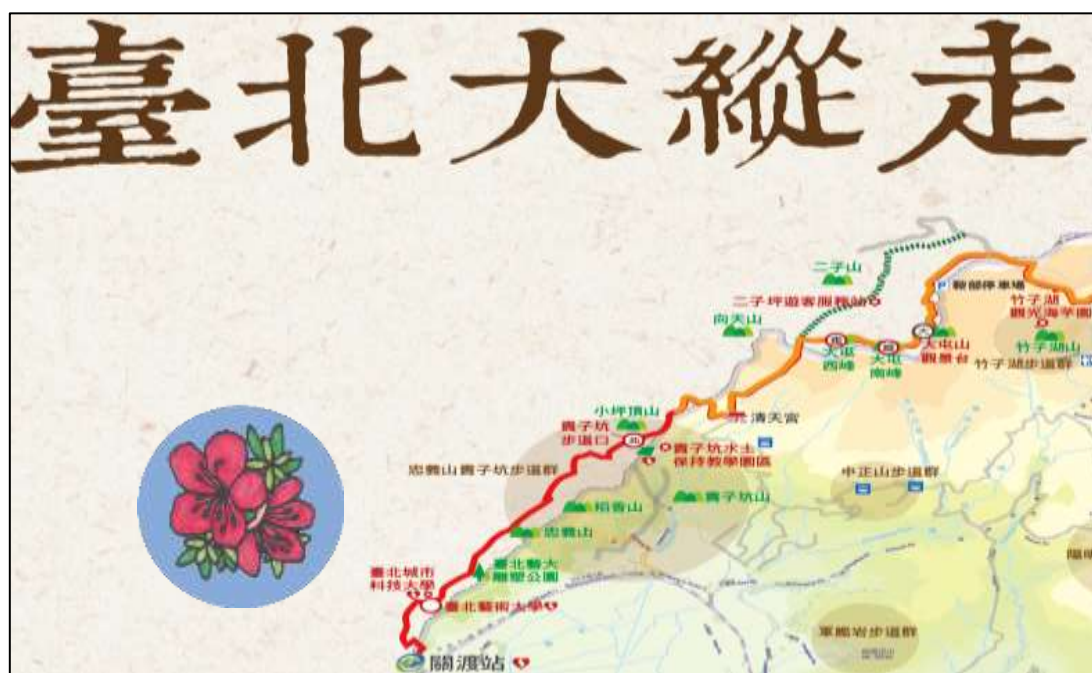 臺北大縱走
二子山
鞍部停車場
二子坪遊客服務站
竹子湖
觀光海芋園
向天山
大屯
西峰
大屯
南峰
大屯山
觀景台
竹子湖山
竹子湖步道群
小坪頂山
清天宮
貴子坑
步道口
北
貴子坑水土
保持教學園區
忠義山貴子坑步道群
中正山步道群
貴子坑山
稻香山
忠義山
臺北藝大
雕塑公園
臺北城市
科技大學
臺北藝術大學
軍艦岩步道群
關渡站